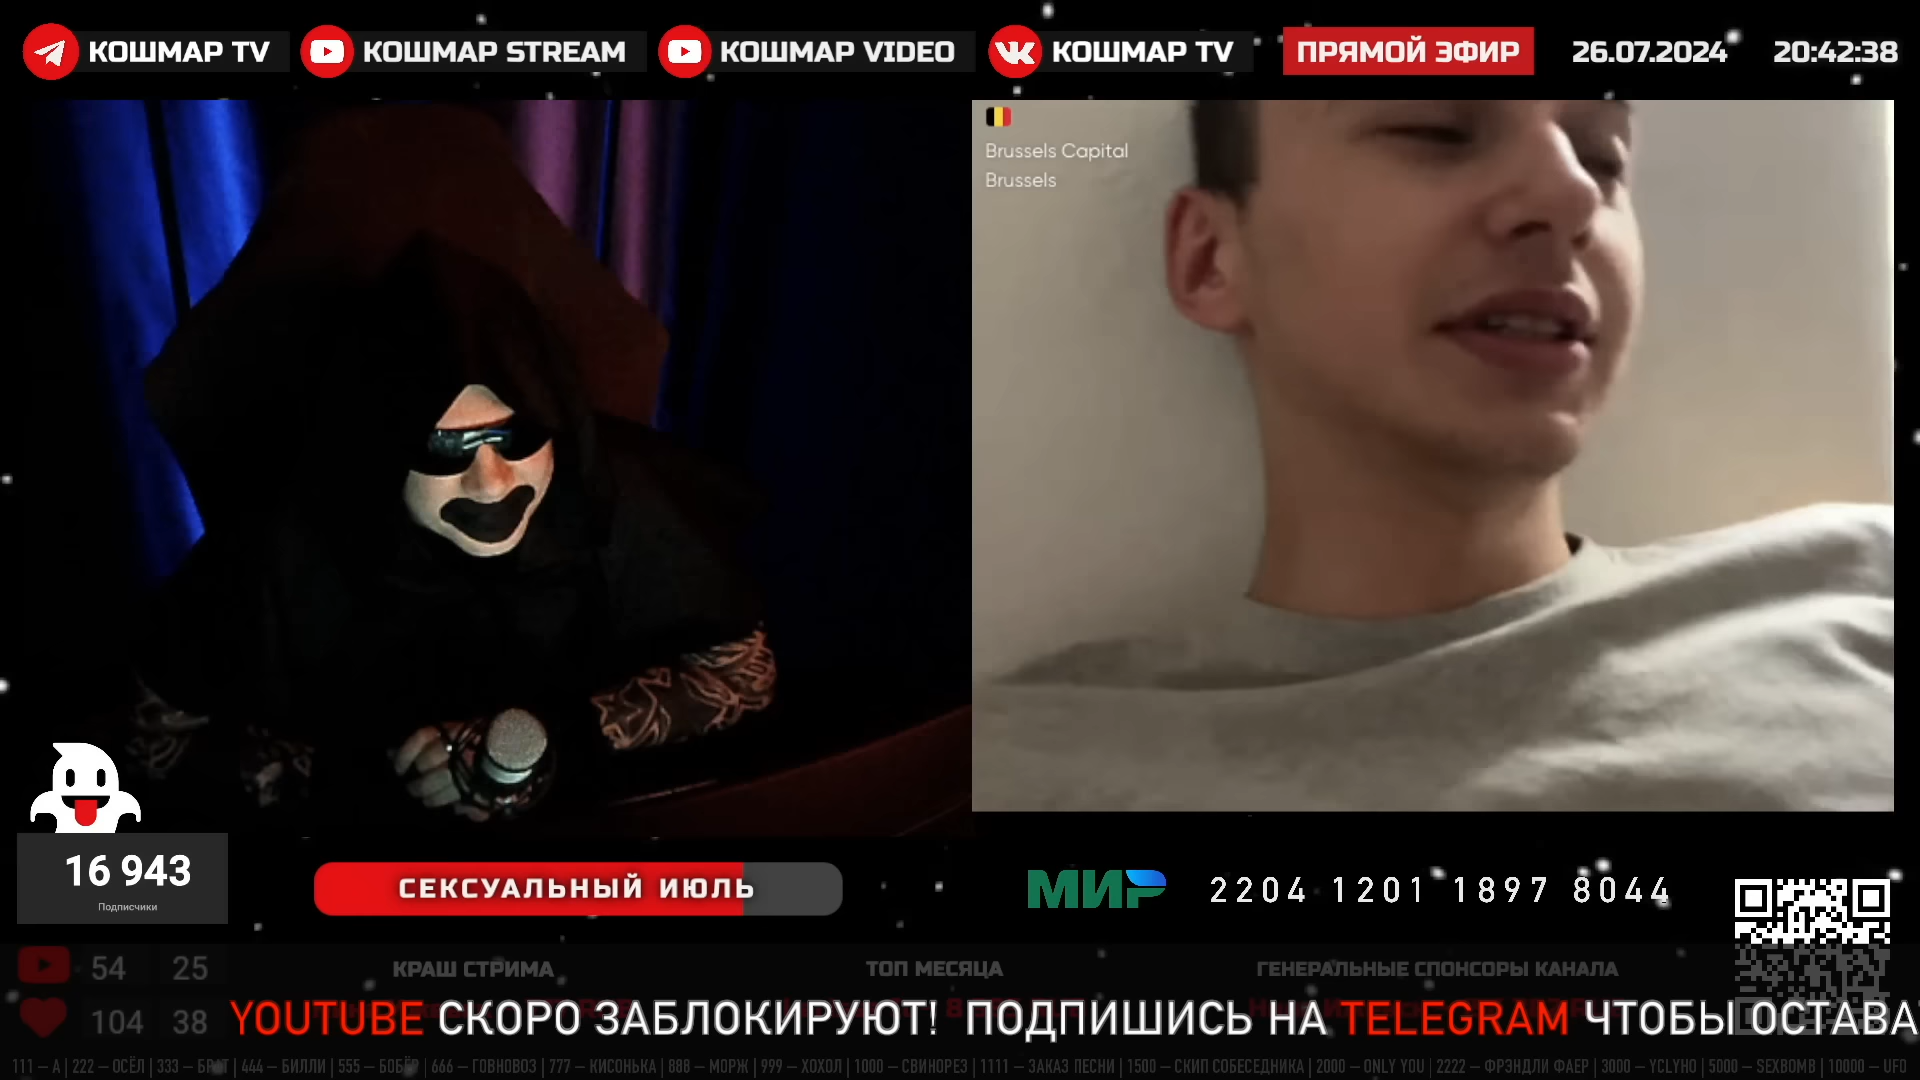 КОШМАР TV
КОШМАР STREAM
КОШМАР VIDEO
КОШМАР TV
ПРЯМОЙ ЭФИР
26.07.2024
20:42:38
Brussels Capital
Brussels
16 943
Подписчики
СЕКСУАЛЬНЫЙ ИЮЛЬ
МИР
2204 1201 1897 8044
54 25
КРАШ СТРИМА
ТОП МЕСЯЦА
ГЕНЕРАЛЬНЫЕ СПОНСОРЫ КАНАЛА
104 38
YOUTUBE СКОРО ЗАБЛОКИРУЮТ! ПОДПИШИСЬ НА TELEGRAM ЧТОБЫ ОСТАВА
111 — А | 222 — ОСЁЛ | 333 — БРАТ | 444 — БИЛЛИ | 555 — БОБЁР | 666 — ГОВНОВОЗ | 777 — КИСОНЬКА | 888 — МОРЖ | 999 — ХОХОЛ | 1000 — СВИНОРЕЗ | 1111 — ЗАКАЗ ПЕСНИ | 1500 — СКИП СОБЕСЕДНИКА | 2000 — ONLY YOU | 2222 — ФРЭНДЛИ ФАЕР | 3000 — YCLYHO | 5000 — SEXBOMB | 10000 — UFO